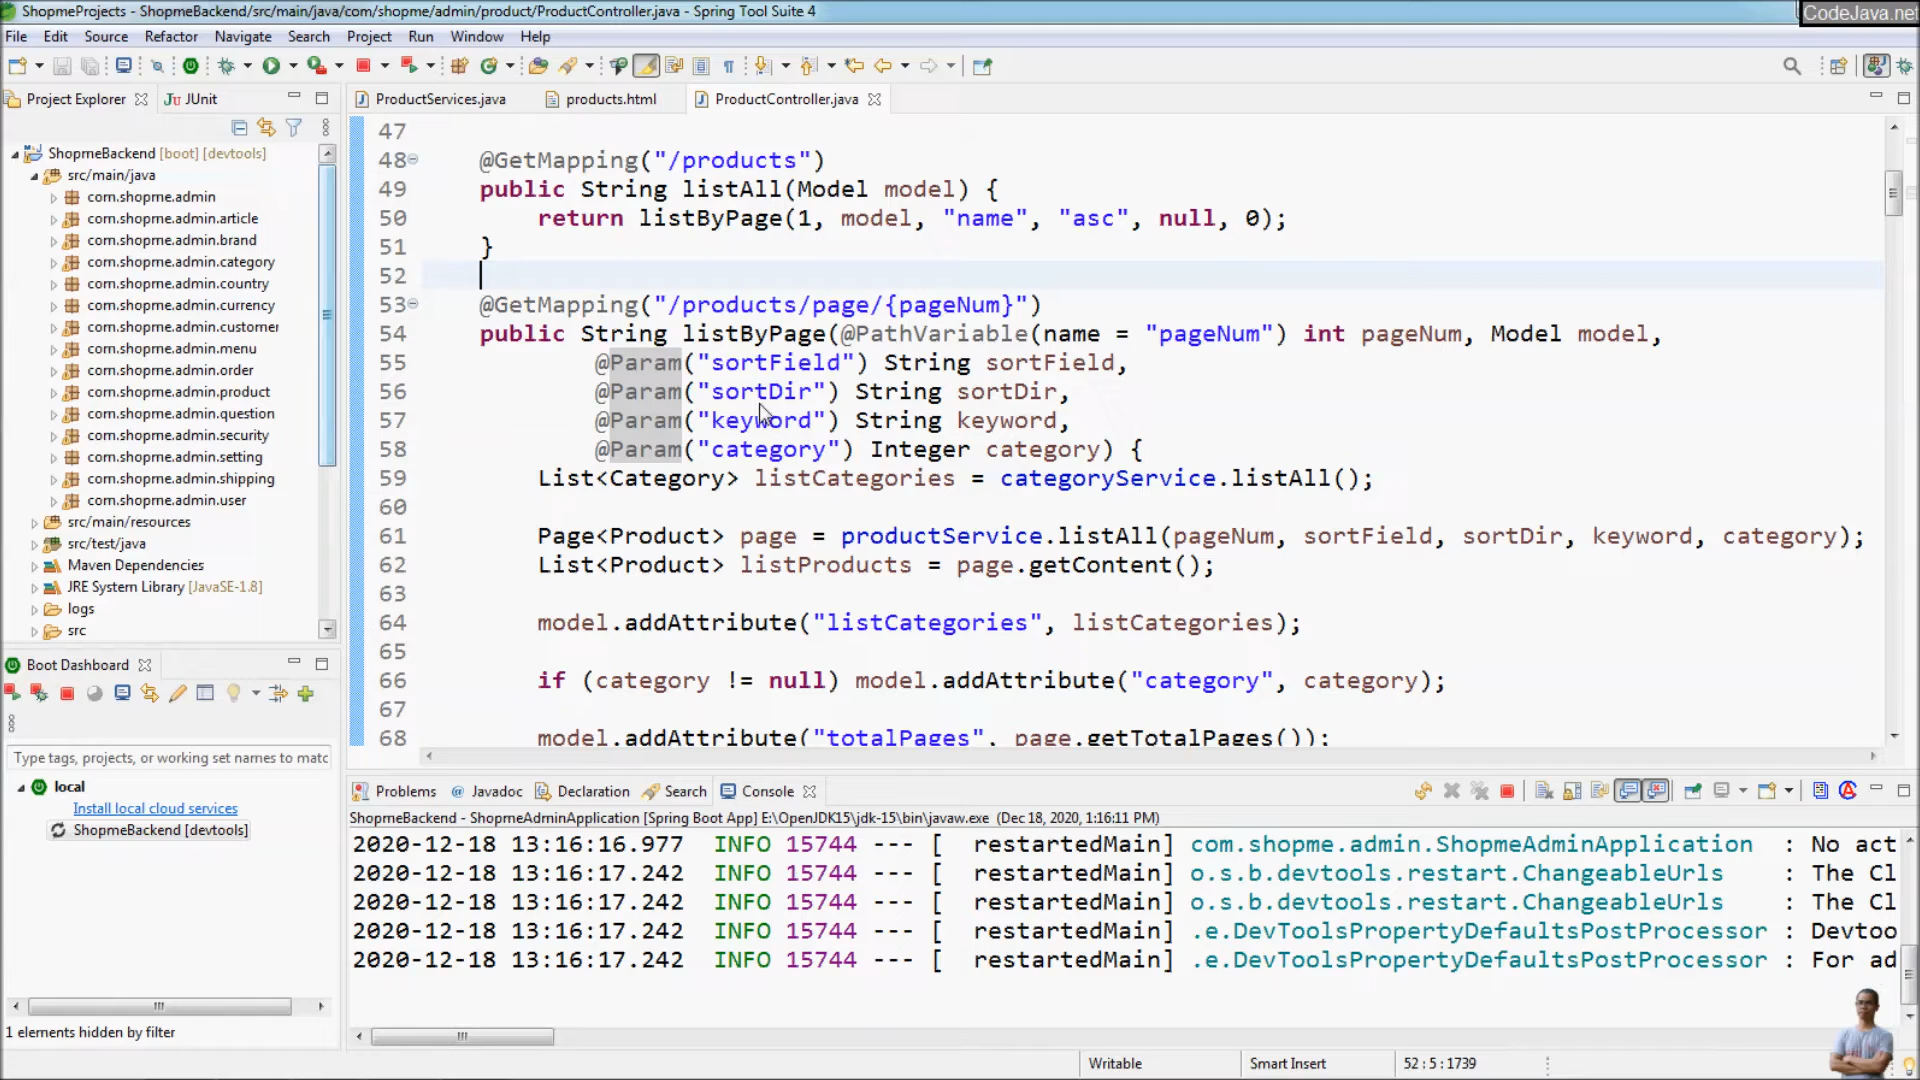 ShopmeProjects - ShopmeBackend/src/main/java/com/shopme/admin/product/ProductController.java - Spring Tool Suite 4
CodeJava.net
File Edit Source Refactor Navigate Search Project Run Window Help
Project Explorer JUnit
ProductServices.java products.html ProductController.java
ShopmeBackend [boot] [devtools]
src/main/java
com.shopme.admin
com.shopme.admin.article
com.shopme.admin.brand
com.shopme.admin.category
com.shopme.admin.country
com.shopme.admin.currency
com.shopme.admin.customer
com.shopme.admin.menu
com.shopme.admin.order
com.shopme.admin.product
com.shopme.admin.question
com.shopme.admin.security
com.shopme.admin.setting
com.shopme.admin.shipping
com.shopme.admin.user
src/main/resources
src/test/java
Maven Dependencies
JRE System Library [JavaSE-1.8]
logs
src
47
48 @GetMapping("/products")
49 public String listAll(Model model) {
50 return listByPage(1, model, "name", "asc", null, 0);
51 }
52
53 @GetMapping("/products/page/{pageNum}")
54 public String listByPage(@PathVariable(name = "pageNum") int pageNum, Model model,
55 @Param("sortField") String sortField,
56 @Param("sortDir") String sortDir,
57 @Param("keyword") String keyword,
58 @Param("category") Integer category) {
59 List<Category> listCategories = categoryService.listAll();
60
61 Page<Product> page = productService.listAll(pageNum, sortField, sortDir, keyword, category);
62 List<Product> listProducts = page.getContent();
63
64 model.addAttribute("listCategories", listCategories);
65
66 if (category != null) model.addAttribute("category", category);
67
68 model.addAttribute("totalPages", page.getTotalPages());
Boot Dashboard
Type tags, projects, or working set names to matc
local
Install local cloud services
ShopmeBackend [devtools]
1 elements hidden by filter
Problems @ Javadoc Declaration Search Console
ShopmeBackend - ShopmeAdminApplication [Spring Boot App] E:\OpenJDK15\jdk-15\bin\javaw.exe (Dec 18, 2020, 1:16:11 PM)
2020-12-18 13:16:16.977 INFO 15744 --- [ restartedMain] com.shopme.admin.ShopmeAdminApplication : No act
2020-12-18 13:16:17.242 INFO 15744 --- [ restartedMain] o.s.b.devtools.restart.ChangeableUrls : The Cl
2020-12-18 13:16:17.242 INFO 15744 --- [ restartedMain] o.s.b.devtools.restart.ChangeableUrls : The Cl
2020-12-18 13:16:17.242 INFO 15744 --- [ restartedMain] .e.DevToolsPropertyDefaultsPostProcessor : Devtoo
2020-12-18 13:16:17.242 INFO 15744 --- [ restartedMain] .e.DevToolsPropertyDefaultsPostProcessor : For ad
Writable Smart Insert 52 : 5 : 1739